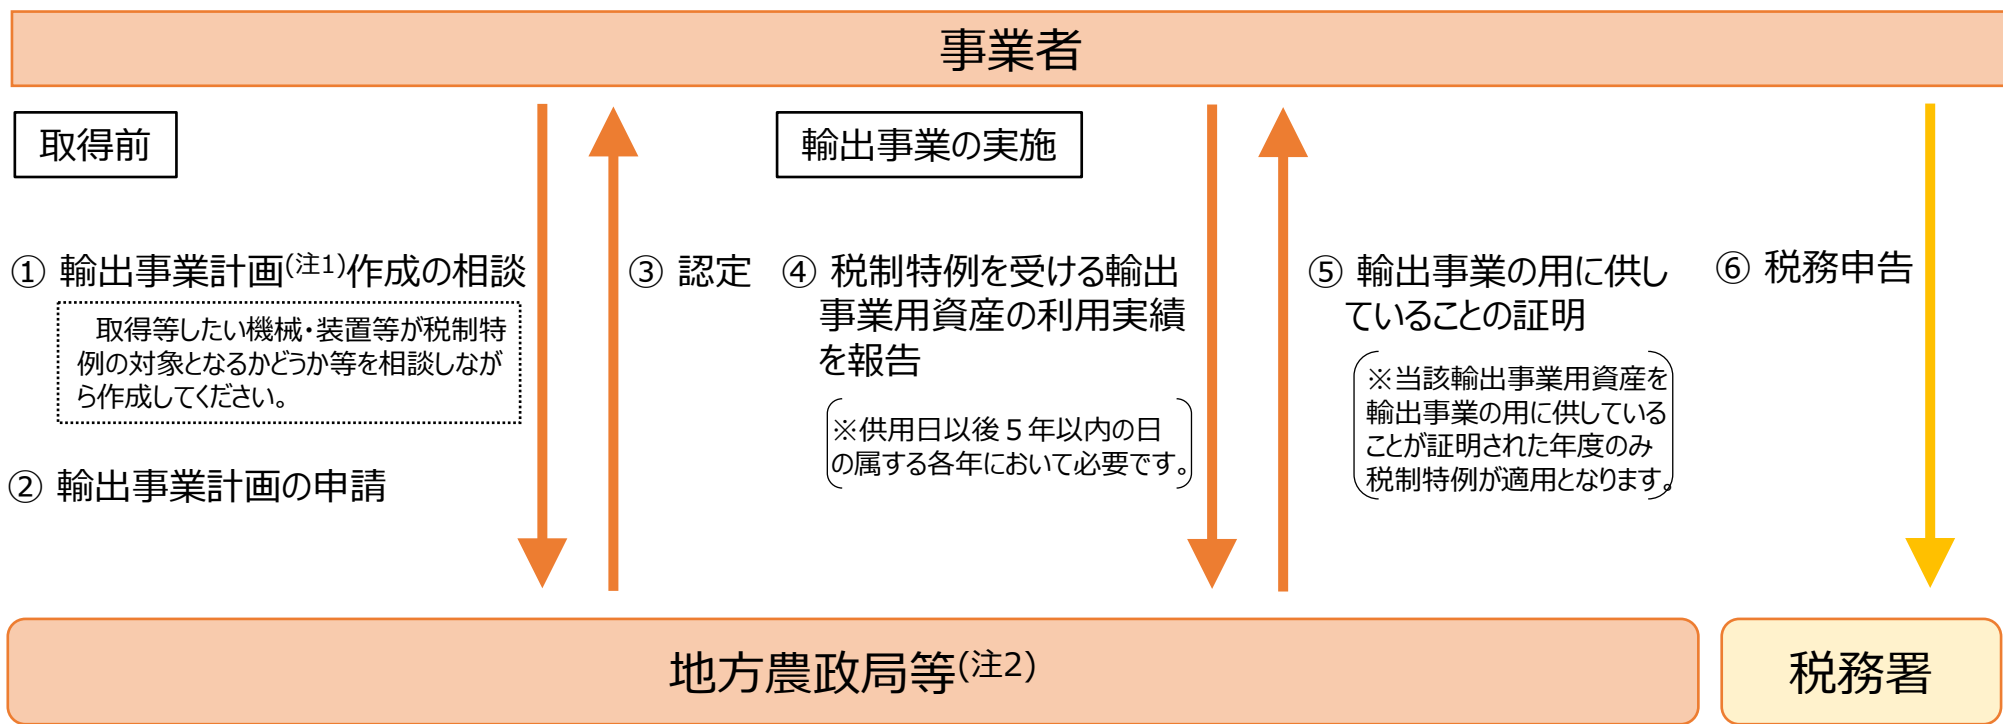 事業者
取得前
① 輸出事業計画(注1)作成の相談
取得等したい機械・装置等が税制特
例の対象となるかどうか等を相談しなが
ら作成してください。
② 輸出事業計画の申請
③ 認定
輸出事業の実施
④ 税制特例を受ける輸出
事業用資産の利用実績
を報告
※供用日以後5年以内の日
の属する各年において必要です。
⑤ 輸出事業の用に供し
ていることの証明
※当該輸出事業用資産を
輸出事業の用に供している
ことが証明された年度のみ
税制特例が適用となります。
⑥ 税務申告
地方農政局等(注2)
税務署